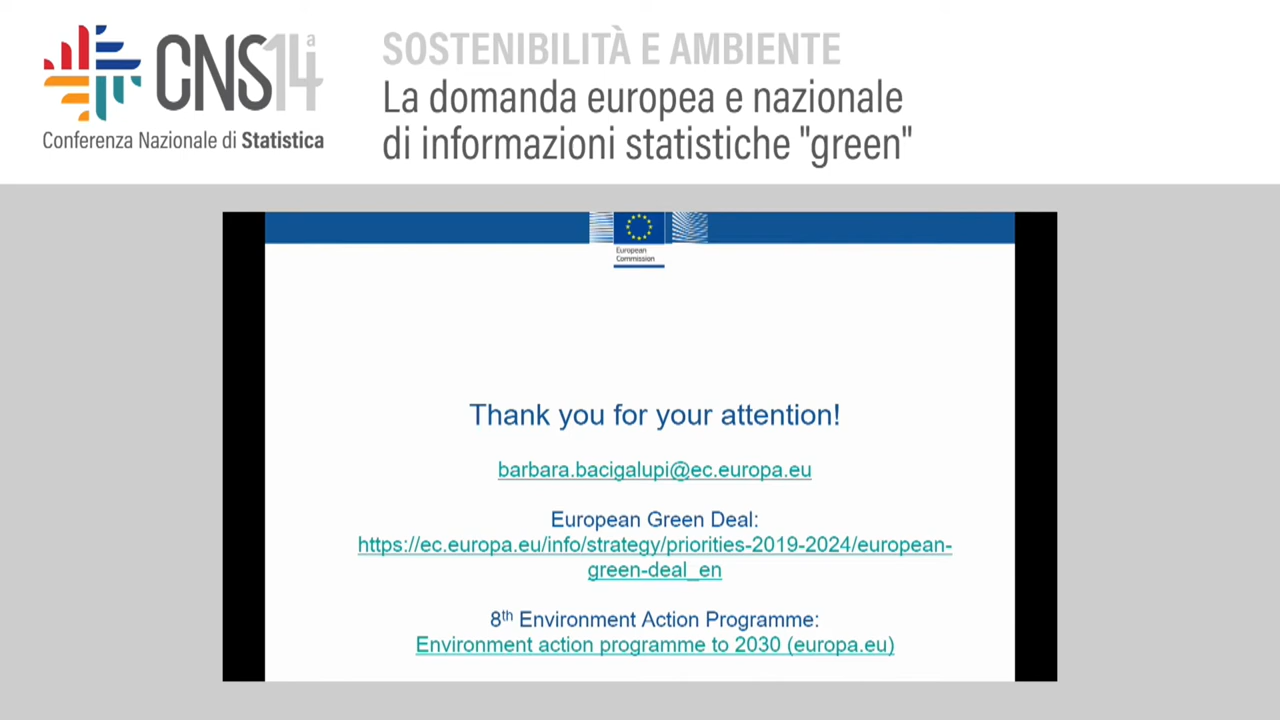 CNS14ª
Conferenza Nazionale di Statistica
SOSTENIBILITÀ E AMBIENTE
La domanda europea e nazionale
di informazioni statistiche "green"
European
Commission
Thank you for your attention!
barbara.bacigalupi@ec.europa.eu
European Green Deal:
https://ec.europa.eu/info/strategy/priorities-2019-2024/european-
green-deal_en
8th Environment Action Programme:
Environment action programme to 2030 (europa.eu)